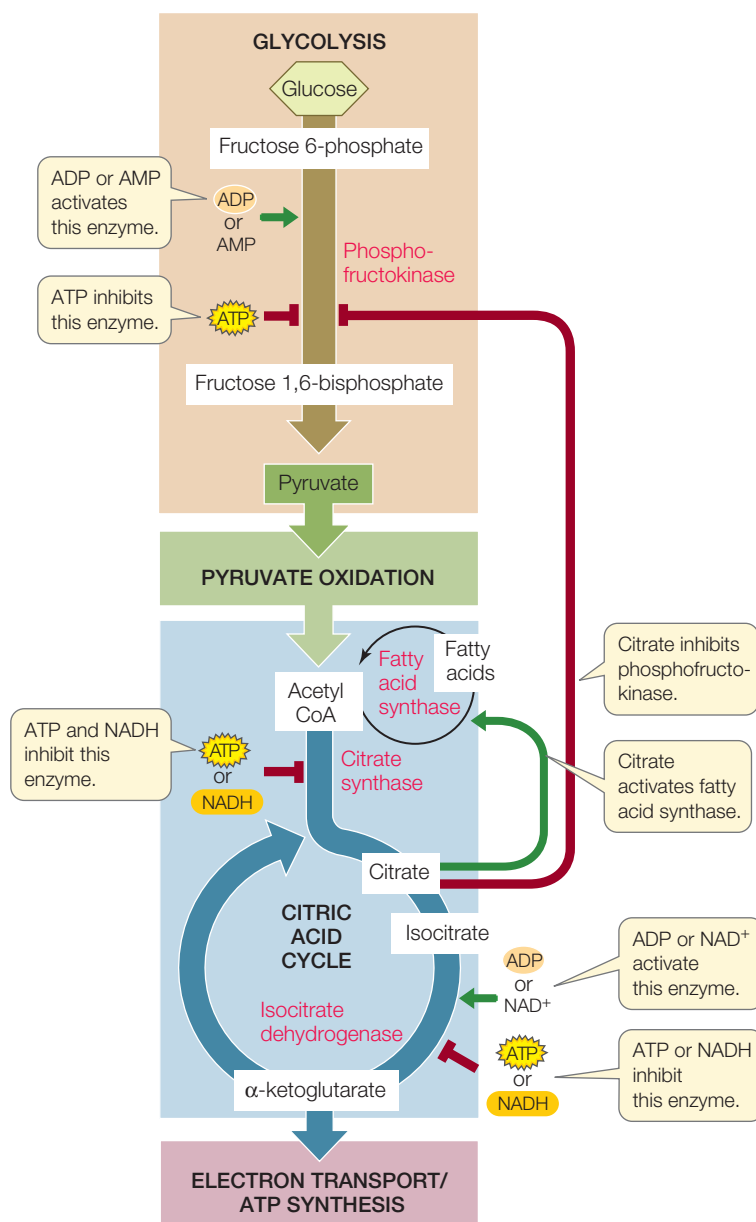 GLYCOLYSIS
Glucose
Fructose 6-phosphate
ADP or AMP
activates
this enzyme.
ADP
or
AMP
Phospho-
fructokinase
ATP inhibits
this enzyme.
ATP
Fructose 1,6-bisphosphate
Pyruvate
PYRUVATE OXIDATION
Fatty
acids
Fatty
acid
synthase
Acetyl
CoA
Citrate inhibits
phosphofructo-
kinase.
ATP and NADH
inhibit this
enzyme.
ATP
or
NADH
Citrate
synthase
Citrate
activates fatty
acid synthase.
Citrate
CITRIC
ACID
CYCLE
Isocitrate
ADP
or
NAD⁺
ADP or NAD⁺
activate
this enzyme.
Isocitrate
dehydrogenase
ATP
or
NADH
ATP or NADH
inhibit
this enzyme.
α-ketoglutarate
ELECTRON TRANSPORT/
ATP SYNTHESIS